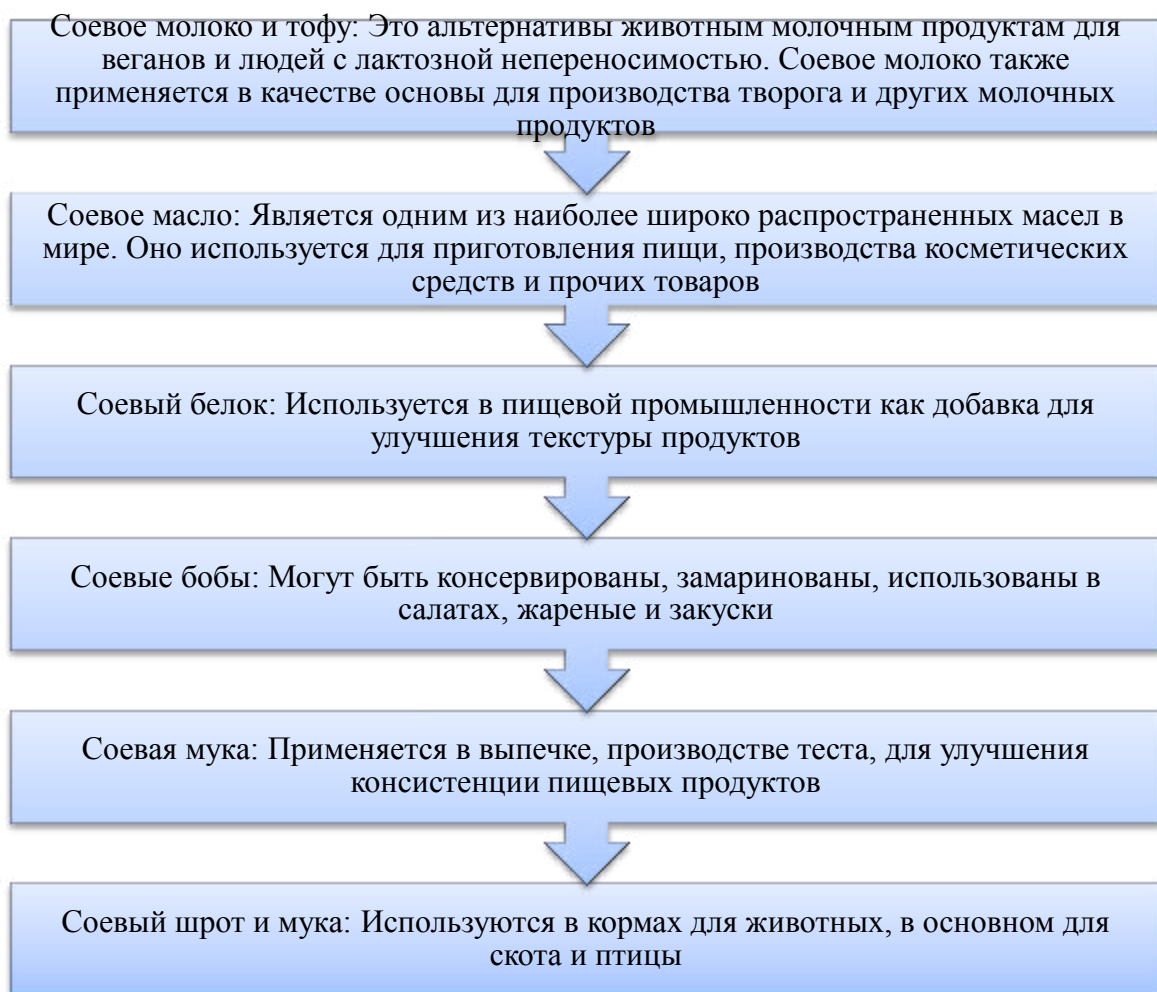 Соевое молоко и тофу: Это альтернативы животным молочным продуктам для
веганов и людей с лактозной непереносимостью. Соевое молоко также
применяется в качестве основы для производства творога и других молочных
продуктов
Соевое масло: Является одним из наиболее широко распространенных масел в
мире. Оно используется для приготовления пищи, производства косметических
средств и прочих товаров
Соевый белок: Используется в пищевой промышленности как добавка для
улучшения текстуры продуктов
Соевые бобы: Могут быть консервированы, замаринованы, использованы в
салатах, жареные и закуски
Соевая мука: Применяется в выпечке, производстве теста, для улучшения
консистенции пищевых продуктов
Соевый шрот и мука: Используются в кормах для животных, в основном для
скота и птицы